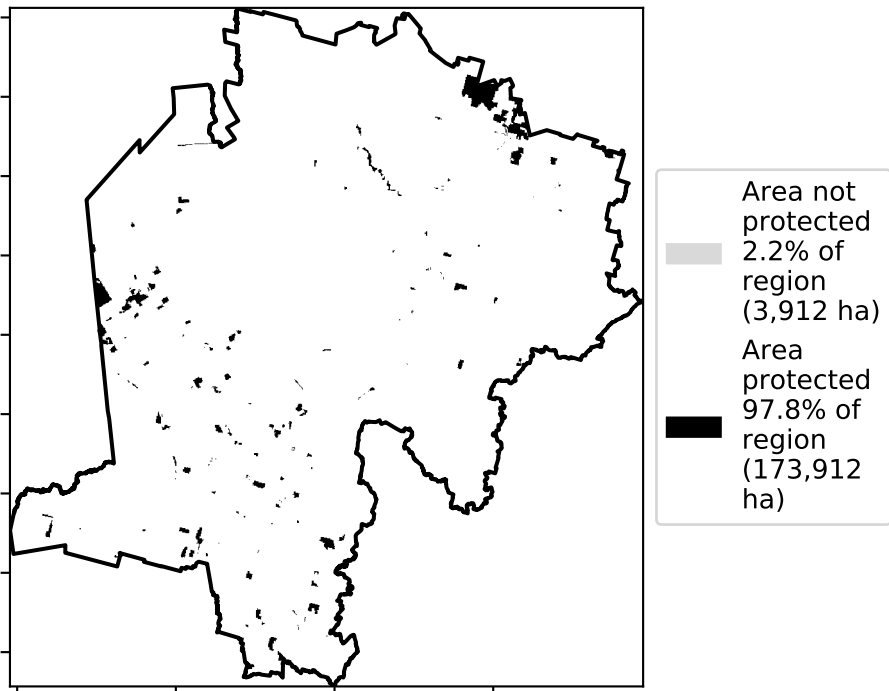 Area not
protected
2.2% of
region
(3,912 ha)
Area
protected
97.8% of
region
(173,912
ha)